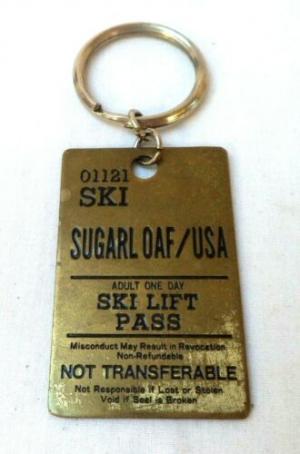 01121
SKI
SUGARL OAF/USA
ADULT ONE DAY
SKI LIFT
PASS
Misconduct May Result in Revocation
Non-Refundable
NOT TRANSFERABLE
Not Responsible if Lost or Stolen
Void if Seal is Broken